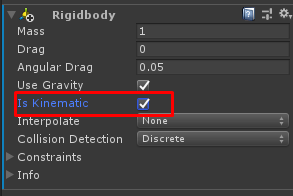 Rigidbody
Mass 1
Drag 0
Angular Drag 0.05
Use Gravity
Is Kinematic
Interpolate None
Collision Detection Discrete
Constraints
Info